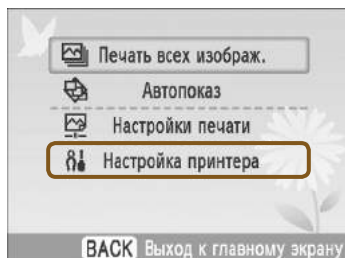 Печать всех изображ.
Автопоказ
Настройки печати
Настройка принтера
BACK Выход к главному экрану